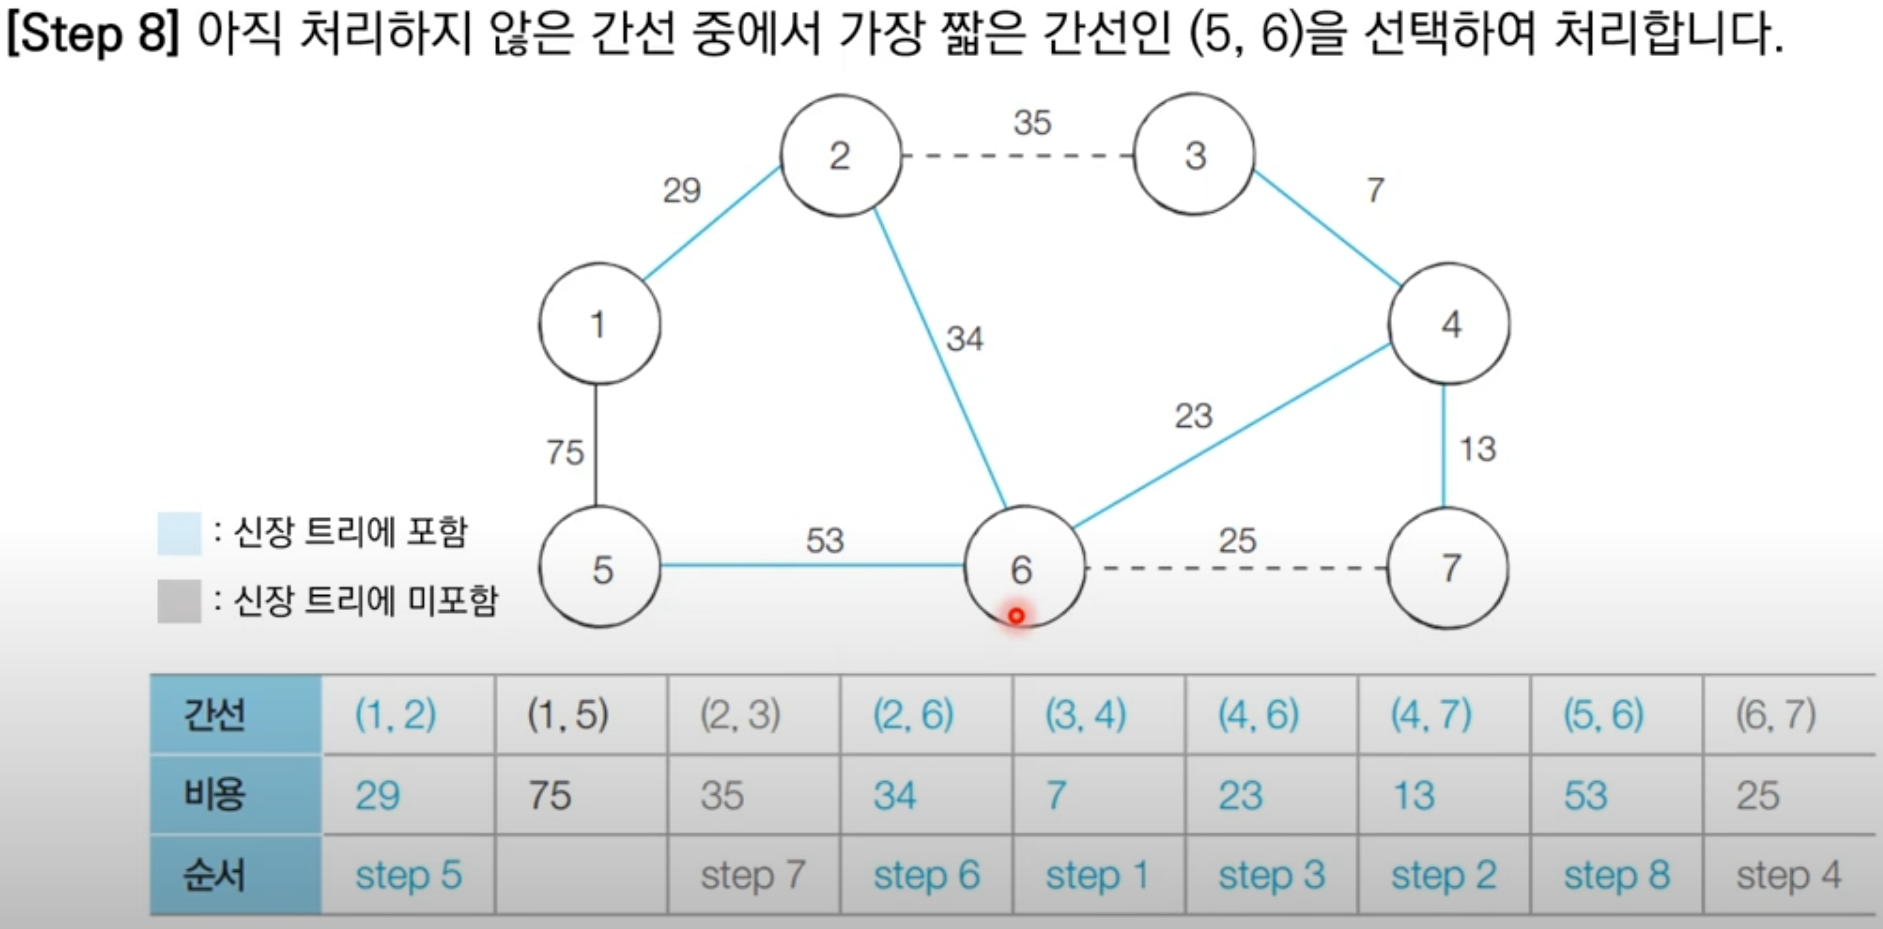 [Step 8] 아직 처리하지 않은 간선 중에서 가장 짧은 간선인 (5, 6)을 선택하여 처리합니다.
2
35
3
29
7
1
34
4
23
75
13
: 신장 트리에 포함
53
25
5
6
7
: 신장 트리에 미포함
간선 (1, 2) (1, 5) (2, 3) (2, 6) (3, 4) (4, 6) (4, 7) (5, 6) (6, 7)
비용 29 75 35 34 7 23 13 53 25
순서 step 5 step 7 step 6 step 1 step 3 step 2 step 8 step 4